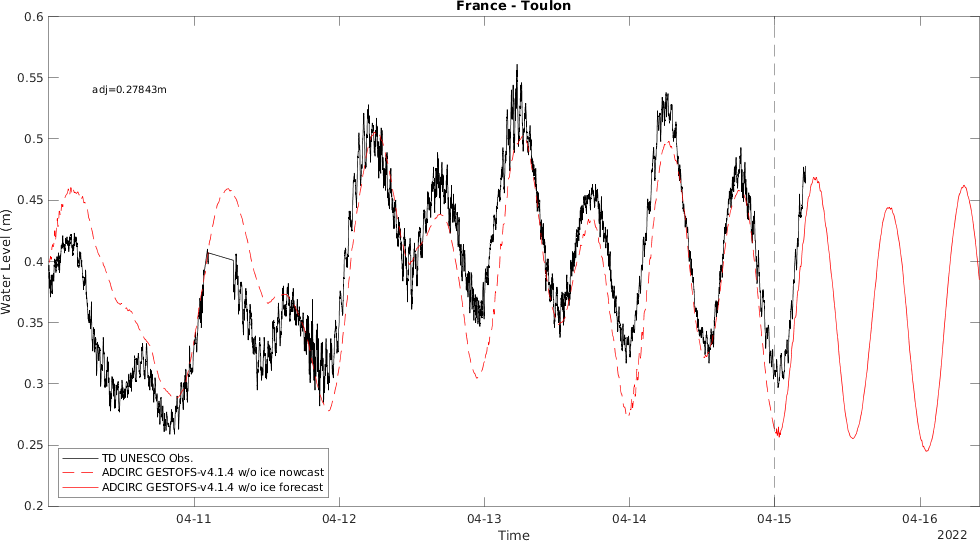 France - Toulon
0.6
0.55
adj=0.27843m
0.5
0.45
0.4
0.35
0.3
0.25
0.2
Water Level (m)
TD UNESCO Obs.
ADCIRC GESTOFS-v4.1.4 w/o ice nowcast
ADCIRC GESTOFS-v4.1.4 w/o ice forecast
04-11 04-12 04-13 04-14 04-15 04-16
Time
2022